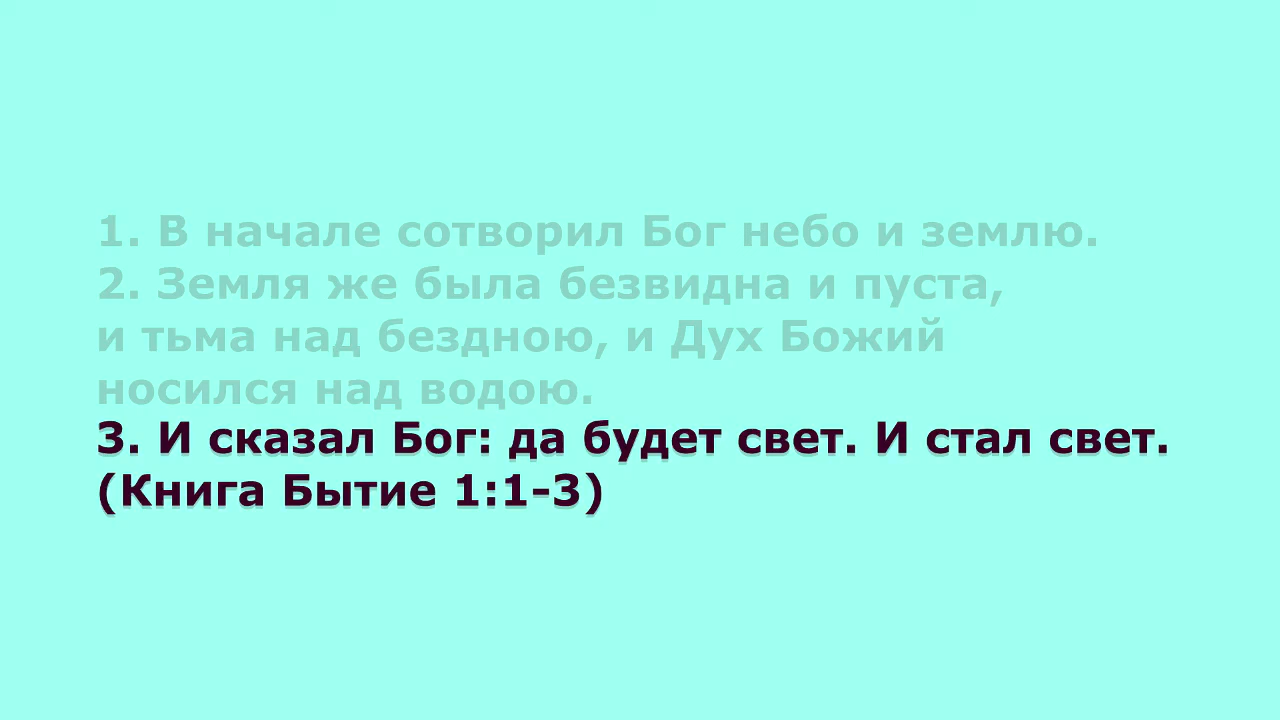 1. В начале сотворил Бог небо и землю.
2. Земля же была безвидна и пуста,
и тьма над бездною, и Дух Божий
носился над водою.
3. И сказал Бог: да будет свет. И стал свет.
(Книга Бытие 1:1-3)